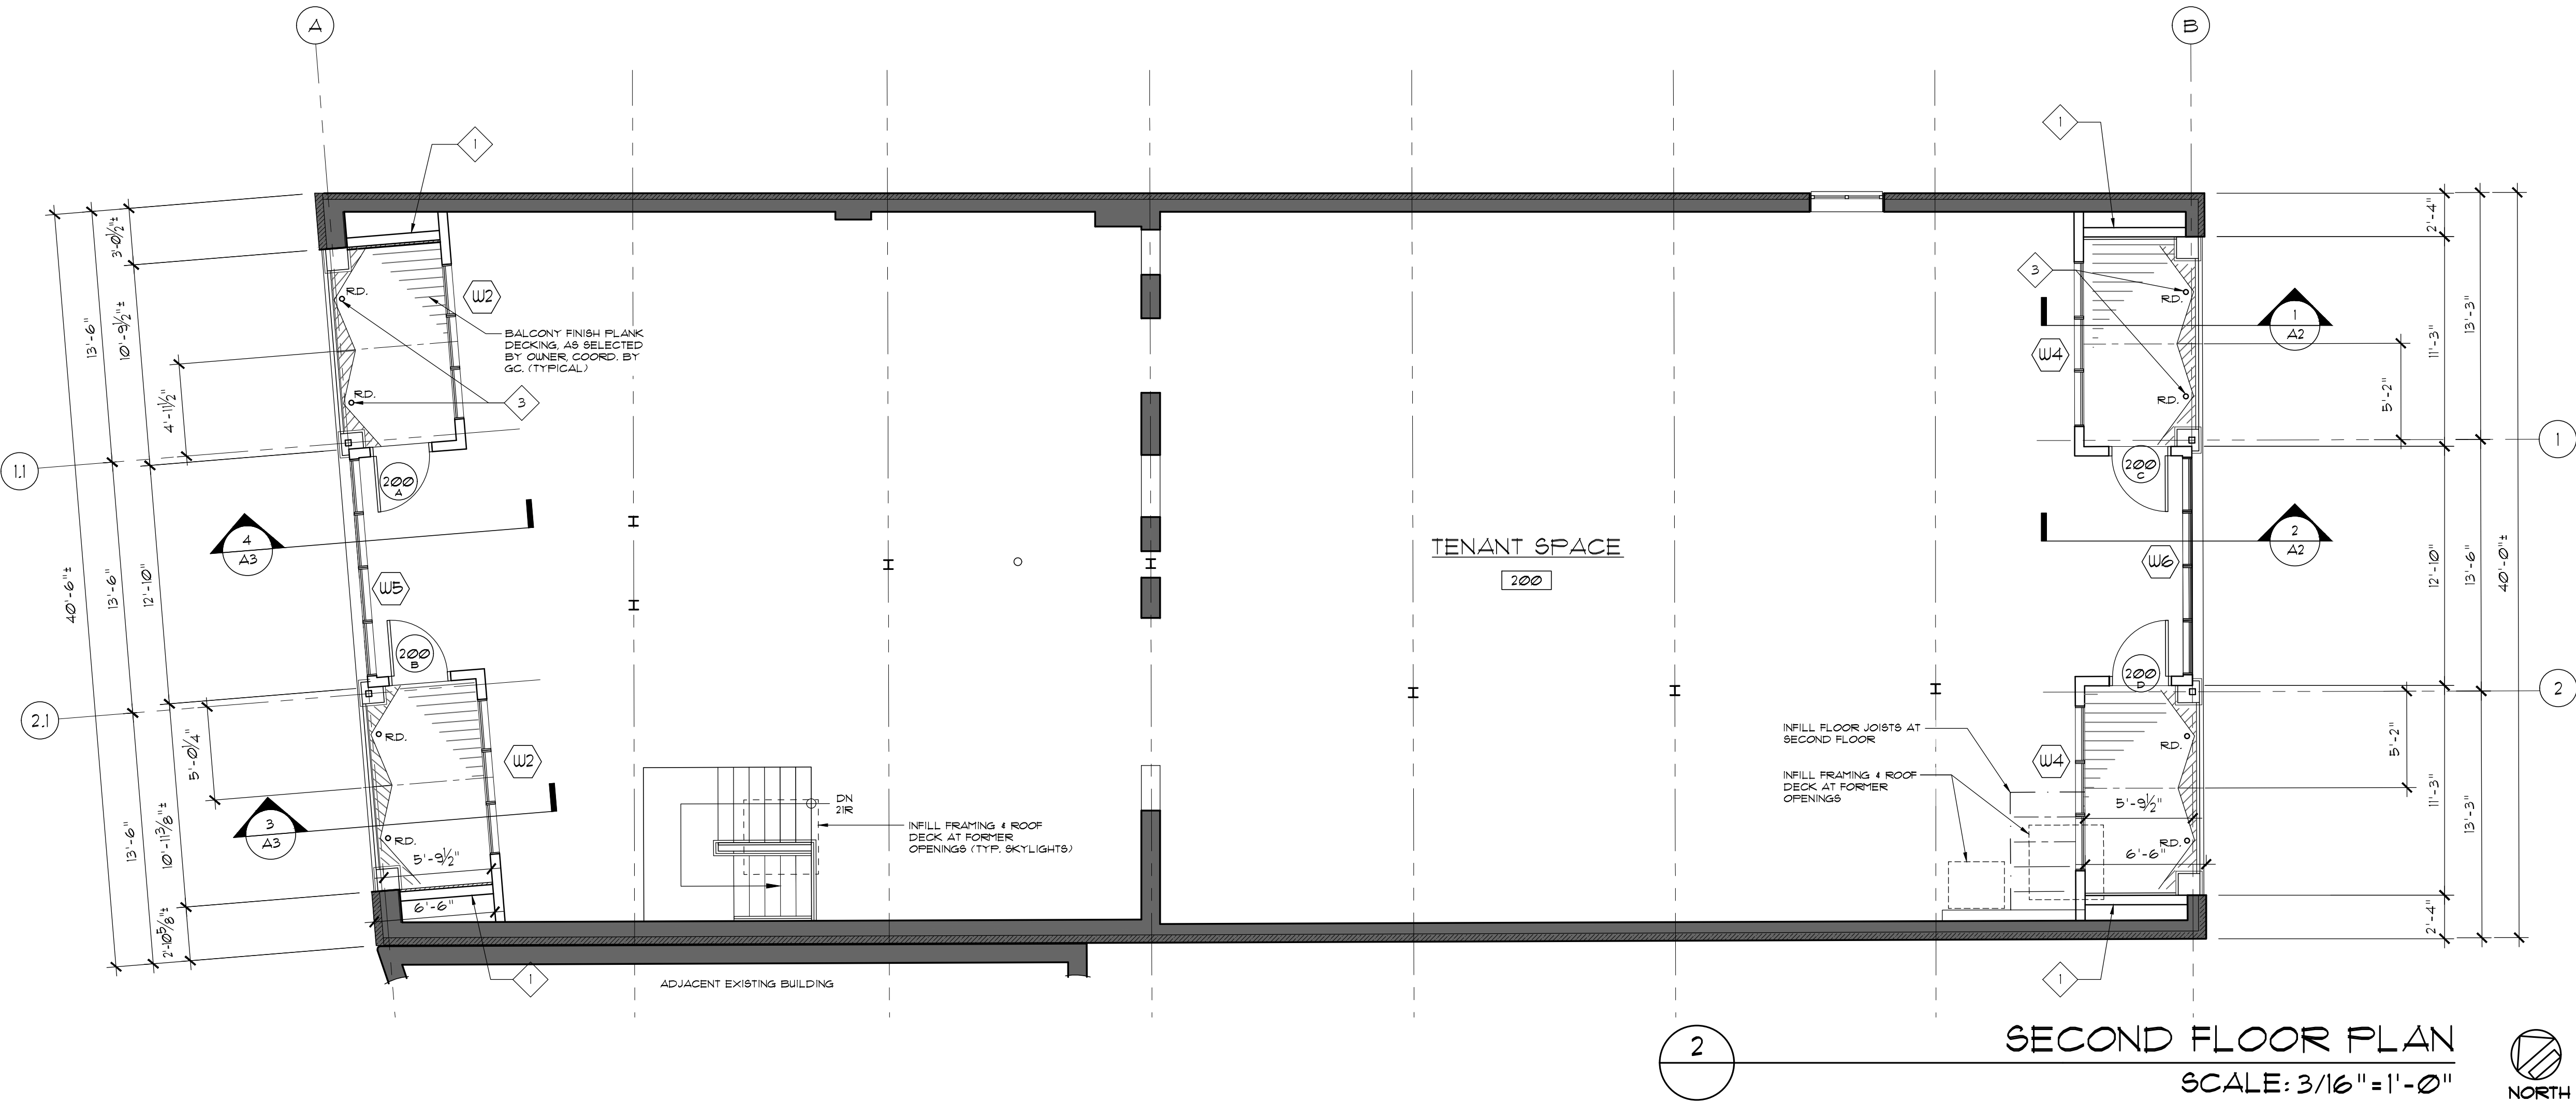 A
B
1
1
3'-0½"±
13'-6"
10'-9½"±
4'-11½"
40'-6"±
13'-6"
12'-10"
5'-0¼"
13'-6"
10'-11⅜"±
2'-10⅝"±
1.1
2.1
R.D.
W2
BALCONY FINISH PLANK
DECKING, AS SELECTED
BY OWNER, COORD. BY
GC. (TYPICAL)
R.D.
3
200
A
4
A3
W5
200
B
R.D.
W2
3
A3
R.D.
5'-9½"
6'-6"
1
DN
21R
INFILL FRAMING & ROOF
DECK AT FORMER
OPENINGS (TYP. SKYLIGHTS)
ADJACENT EXISTING BUILDING
TENANT SPACE
200
3
R.D.
1
A2
W4
R.D.
200
C
2
A2
W6
200
D
INFILL FLOOR JOISTS AT
SECOND FLOOR
INFILL FRAMING & ROOF
DECK AT FORMER
OPENINGS
W4
R.D.
5'-9½"
R.D.
6'-6"
1
2'-4"
13'-3"
11'-3"
5'-2"
1
12'-10"
13'-6"
40'-0"±
2
5'-2"
11'-3"
13'-3"
2'-4"
2
SECOND FLOOR PLAN
SCALE: 3/16"=1'-0"
NORTH